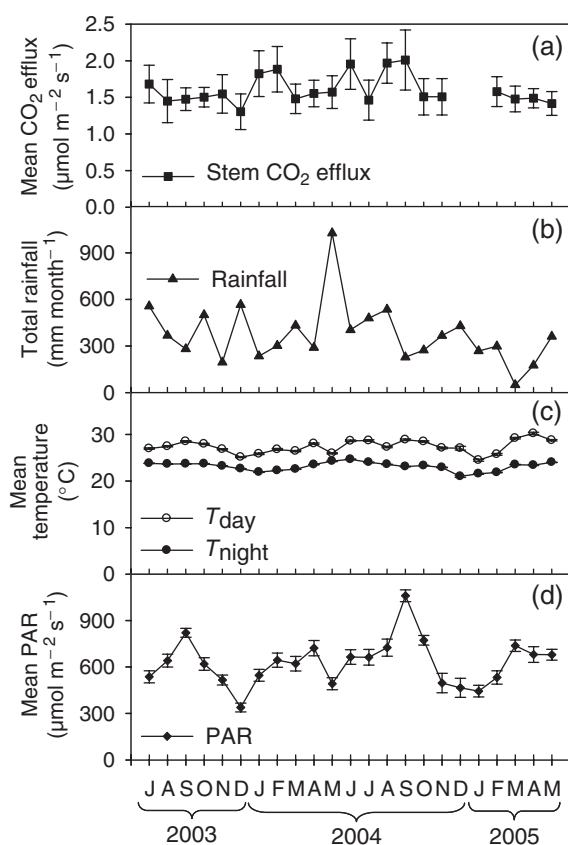 2.5
2.0
1.5
1.0
0.5
0.0
Mean CO₂ efflux
(μmol m⁻² s⁻¹)
(a)
Stem CO₂ efflux
900
600
300
0
Total rainfall
(mm month⁻¹)
(b)
Rainfall
30
20
10
0
Mean
temperature
(°C)
(c)
Tday
Tnight
900
600
300
0
Mean PAR
(μmol m⁻² s⁻¹)
(d)
PAR
J A S O N D J F M A M J J A S O N D J F M A M
2003 2004 2005